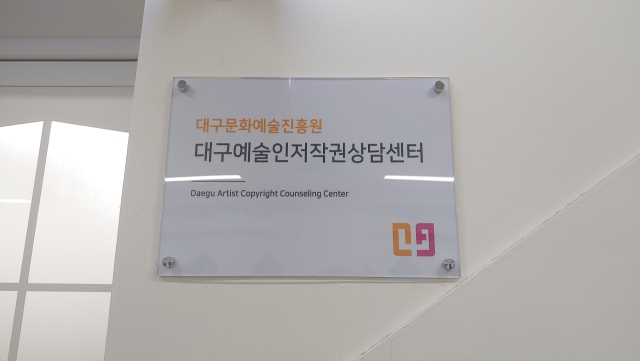 대구문화예술진흥원
대구예술인저작권상담센터
Daegu Artist Copyright Counseling Center